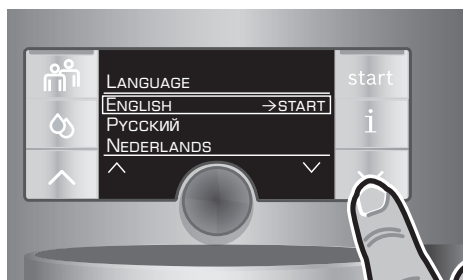 LANGUAGE
ENGLISH →START
РУССКИЙ
NEDERLANDS
start
i